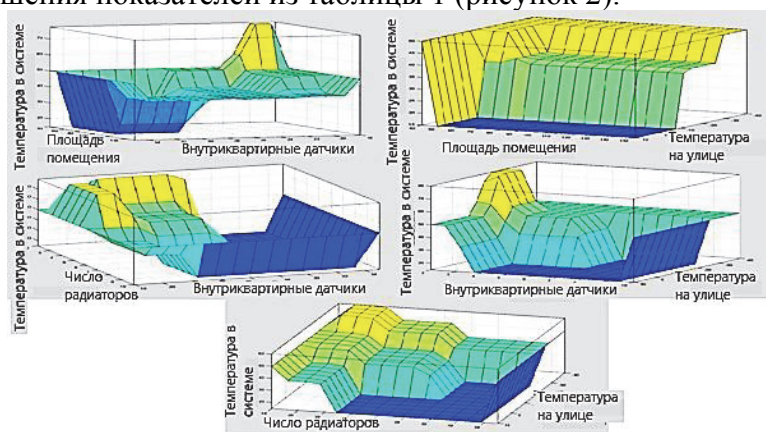 шения показателей из таблицы 1 (рисунок 2).
Температура в системе
Площадь
помещения
Внутриквартирные датчики
Температура в системе
Площадь помещения
Температура
на улице
Температура в системе
Число
радиаторов
Внутриквартирные датчики
Температура в системе
Внутриквартирные датчики
Температура
на улице
Температура в
системе
Число радиаторов
Температура
на улице